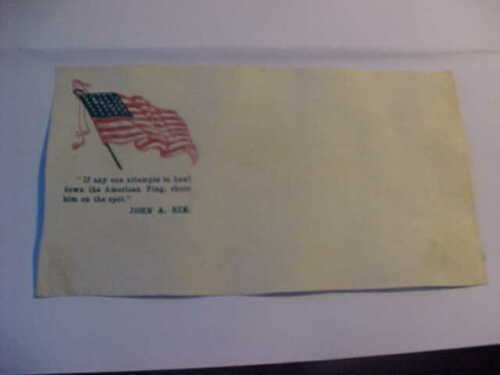 "If any one attempts to haul
down the American Flag, shoot
him on the spot."
JOHN A. DIX.